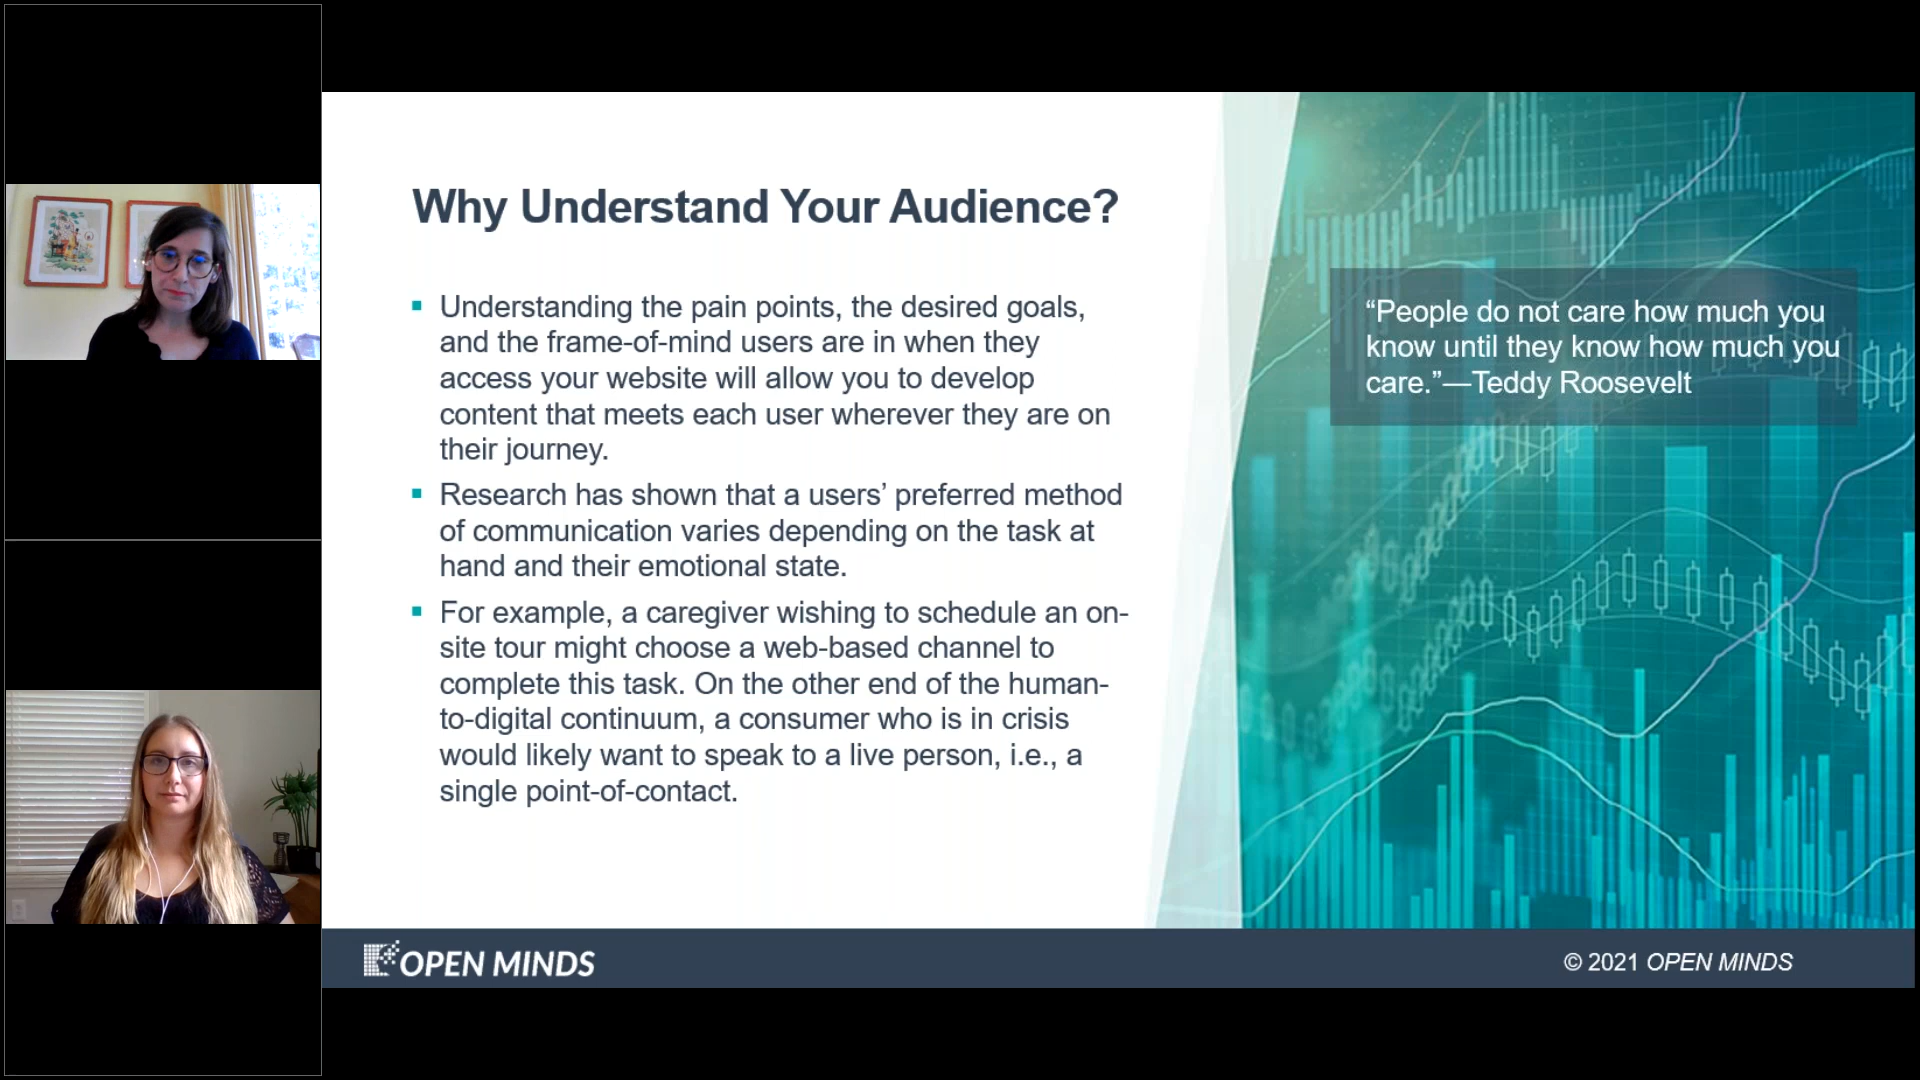 Why Understand Your Audience?
Understanding the pain points, the desired goals,
and the frame-of-mind users are in when they
access your website will allow you to develop
content that meets each user wherever they are on
their journey.
Research has shown that a users’ preferred method
of communication varies depending on the task at
hand and their emotional state.
For example, a caregiver wishing to schedule an on-
site tour might choose a web-based channel to
complete this task. On the other end of the human-
to-digital continuum, a consumer who is in crisis
would likely want to speak to a live person, i.e., a
single point-of-contact.
“People do not care how much you
know until they know how much you
care.”—Teddy Roosevelt
OPEN MINDS
© 2021 OPEN MINDS